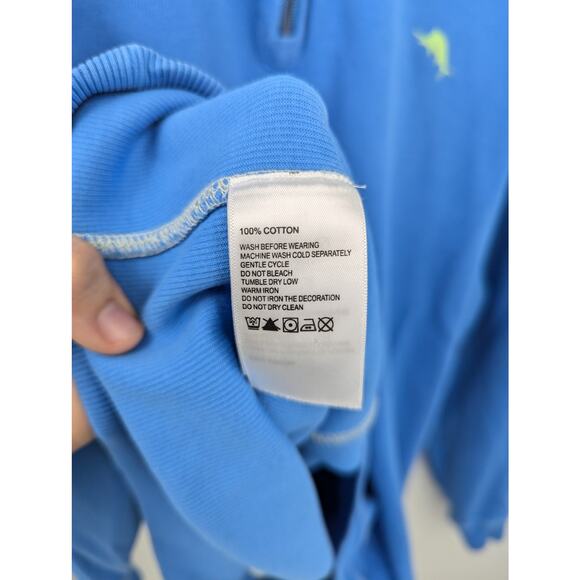 100% COTTON
WASH BEFORE WEARING
MACHINE WASH COLD SEPARATELY
GENTLE CYCLE
DO NOT BLEACH
TUMBLE DRY LOW
WARM IRON
DO NOT IRON THE DECORATION
DO NOT DRY CLEAN